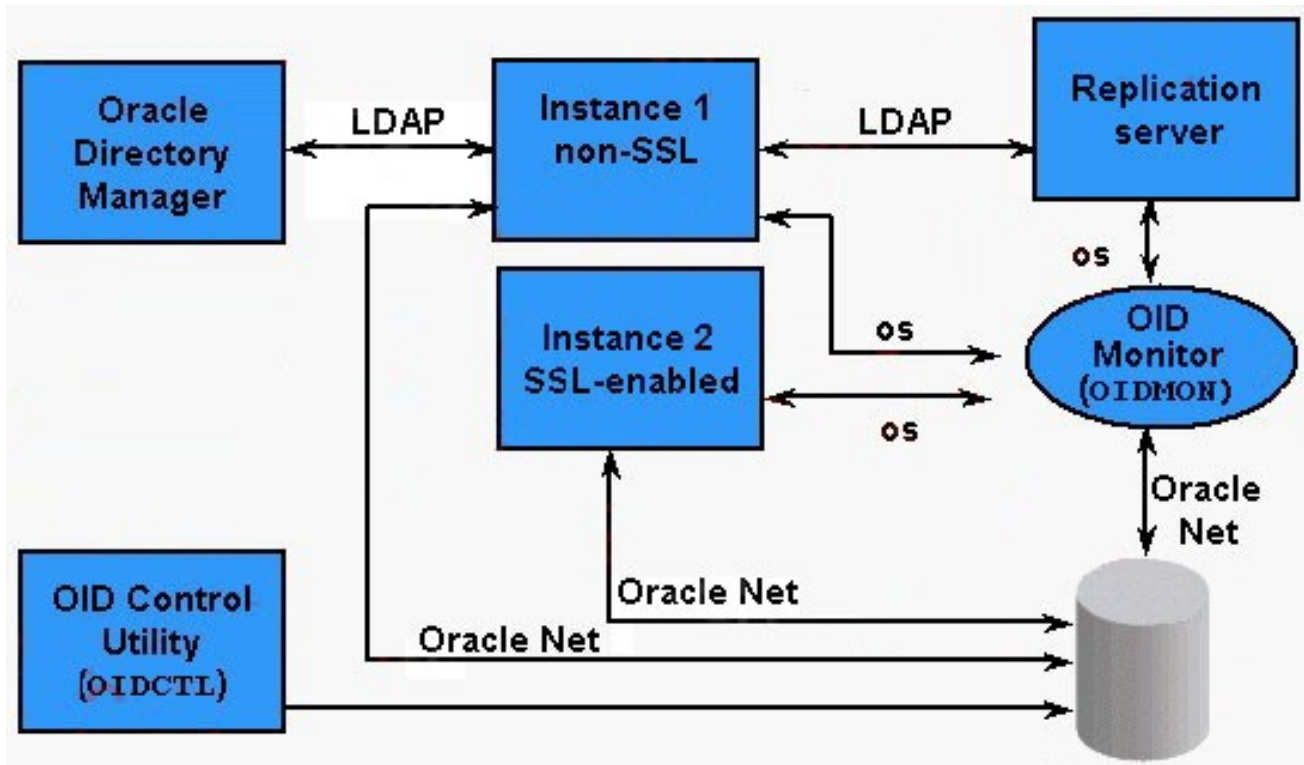 Oracle
Directory
Manager
LDAP
Instance 1
non-SSL
LDAP
Replication
server
os
Instance 2
SSL-enabled
os
os
OID
Monitor
(OIDMON)
Oracle
Net
OID Control
Utility
(OIDCTL)
Oracle Net
Oracle Net